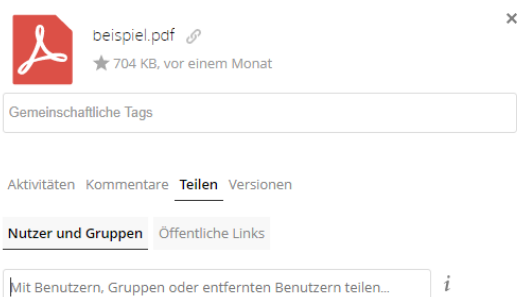 beispiel.pdf
704 KB, vor einem Monat
Gemeinschaftliche Tags
Aktivitäten Kommentare Teilen Versionen
Nutzer und Gruppen Öffentliche Links
Mit Benutzern, Gruppen oder entfernten Benutzern teilen... i